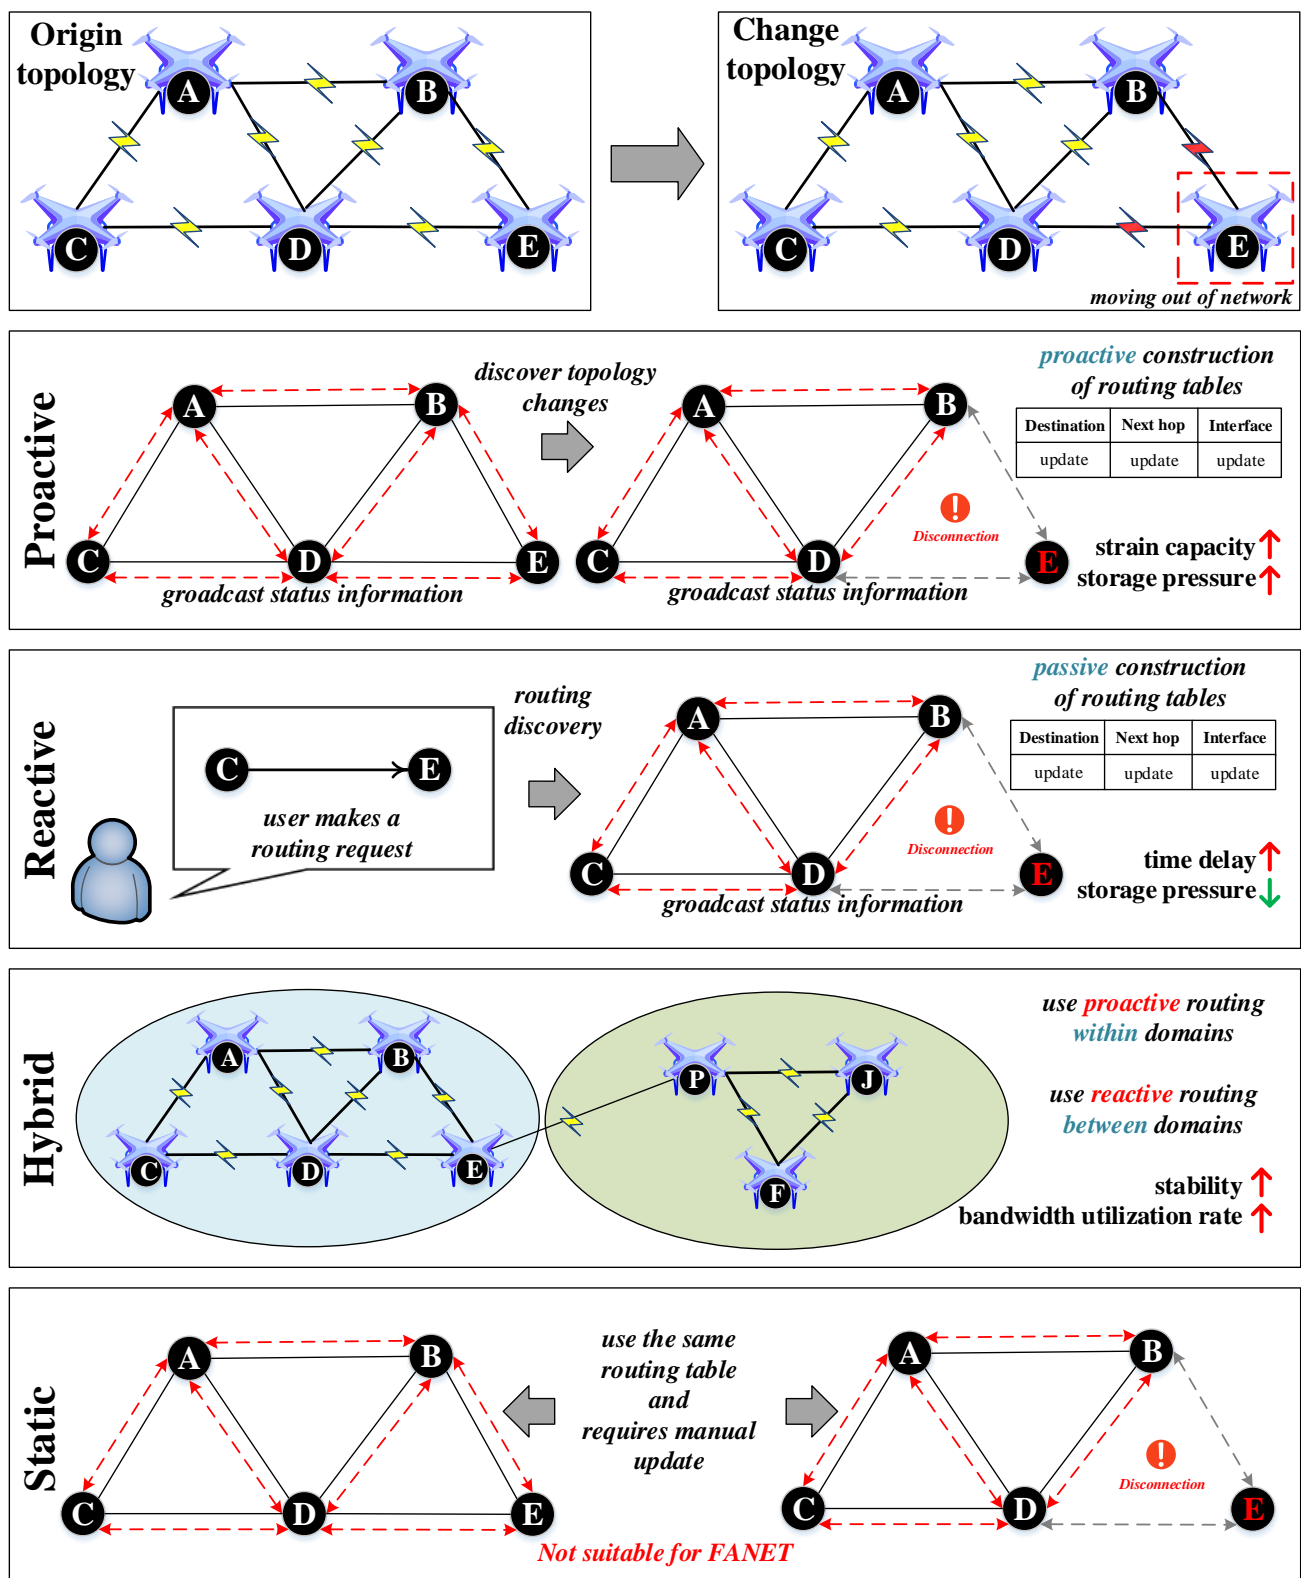 Origin
topology
A
B
C
D
E
Change
topology
A
B
C
D
E
moving out of network
Proactive
A
B
C
D
E
groadcast status information
discover topology
changes
A
B
C
D
E
Disconnection
groadcast status information
proactive construction
of routing tables
Destination Next hop Interface
update update update
strain capacity
storage pressure
Reactive
C
E
user makes a
routing request
routing
discovery
A
B
C
D
E
Disconnection
groadcast status information
passive construction
of routing tables
Destination Next hop Interface
update update update
time delay
storage pressure
Hybrid
A
B
C
D
E
P
J
F
use proactive routing
within domains
use reactive routing
between domains
stability
bandwidth utilization rate
Static
A
B
C
D
E
use the same
routing table
and
requires manual
update
A
B
C
D
E
Disconnection
Not suitable for FANET